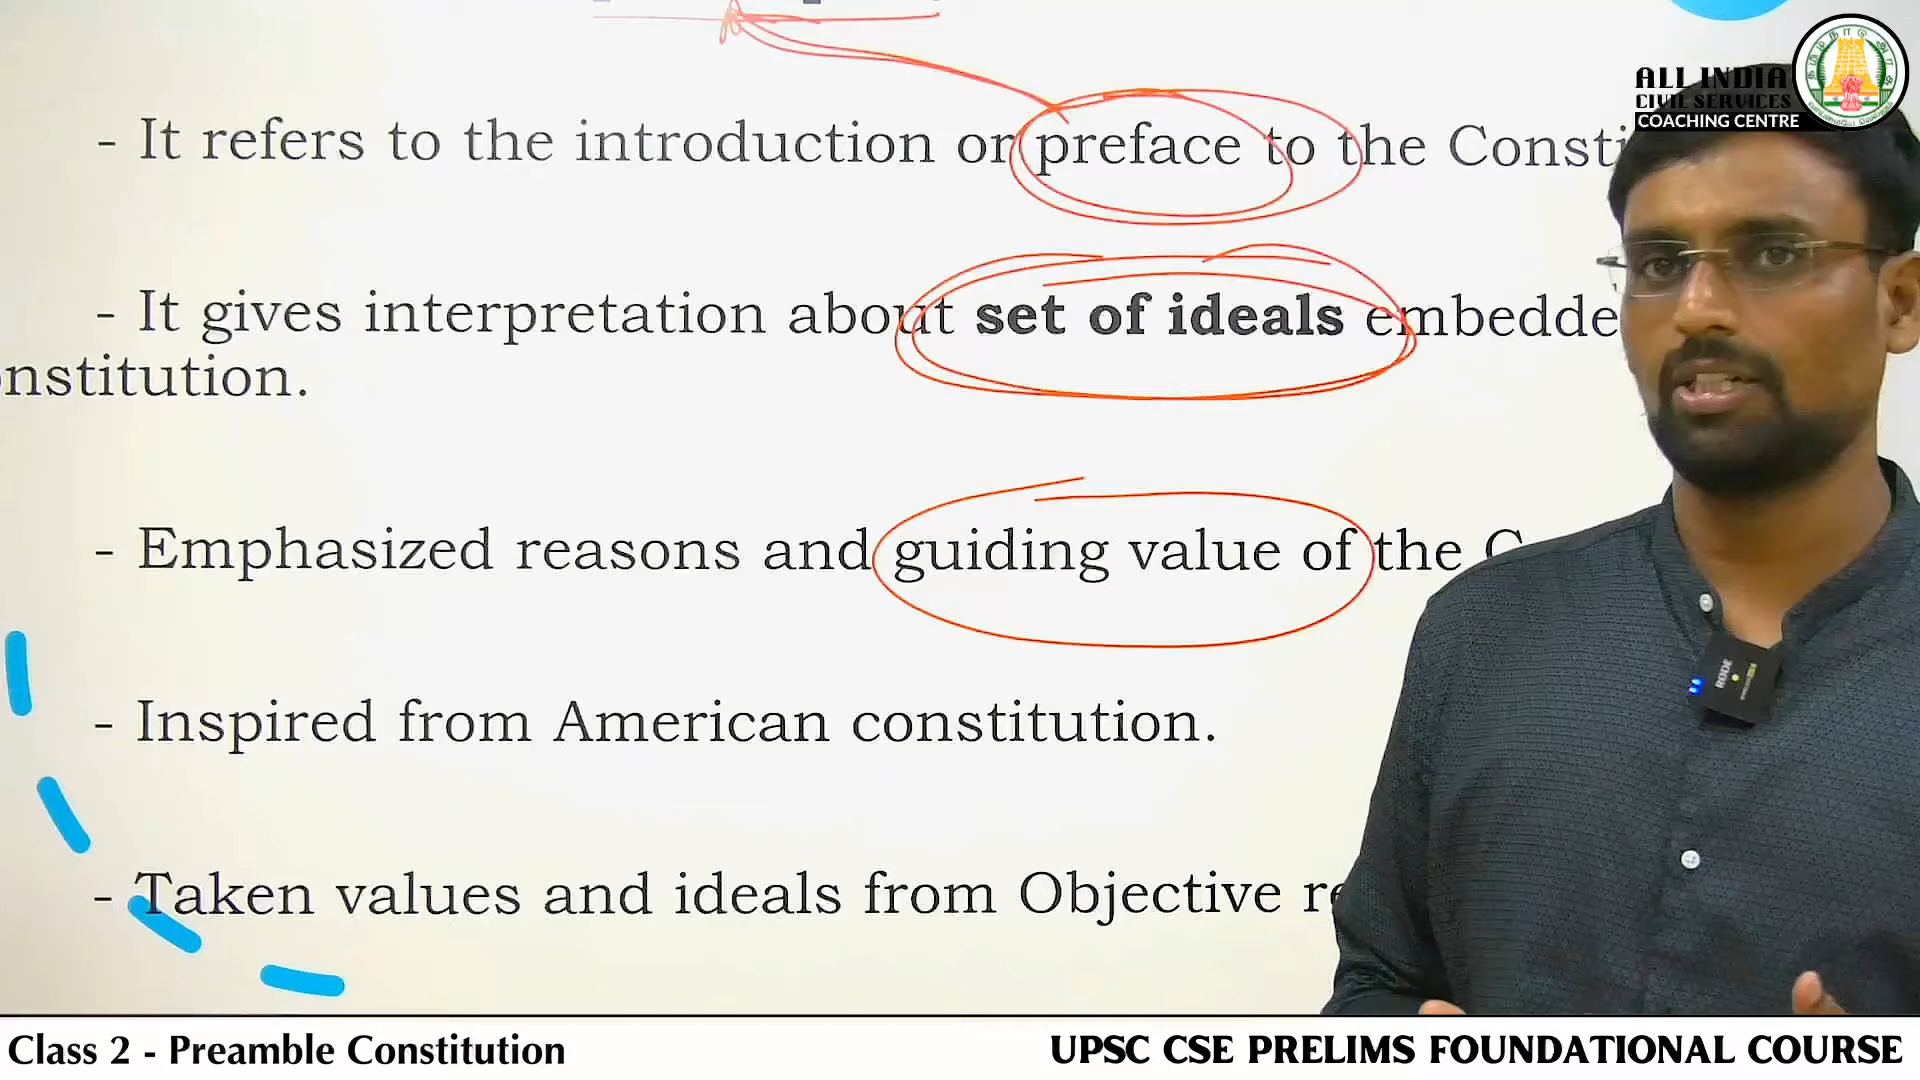 ALL INDIA
CIVIL SERVICES
COACHING CENTRE
- It refers to the introduction or preface to the Consti
- It gives interpretation about set of ideals embedde
nstitution.
- Emphasized reasons and guiding value of the C
- Inspired from American constitution.
- Taken values and ideals from Objective re
RODE
Class 2 - Preamble Constitution
UPSC CSE PRELIMS FOUNDATIONAL COURSE